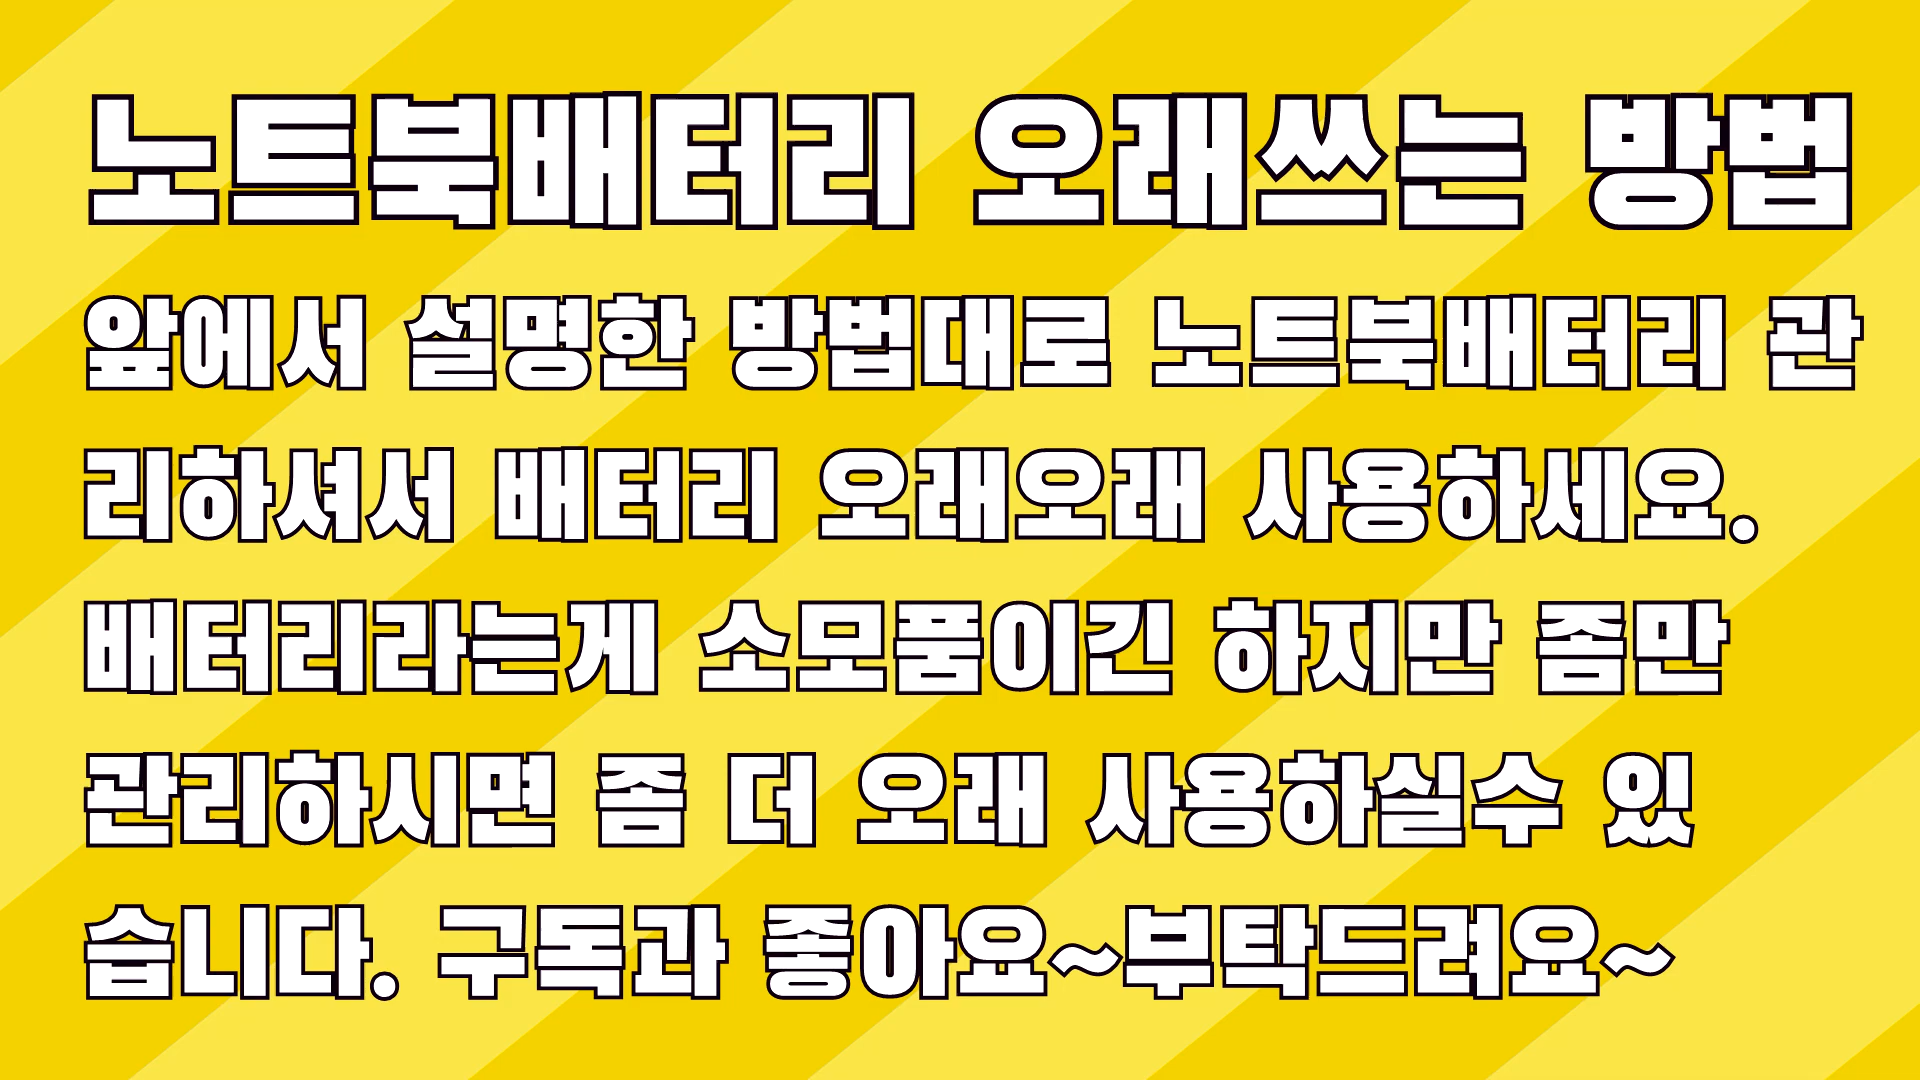 노트북배터리 오래쓰는 방법
앞에서 설명한 방법대로 노트북배터리 관
리하셔서 배터리 오래오래 사용하세요.
배터리라는게 소모품이긴 하지만 좀만
관리하시면 좀 더 오래 사용하실수 있
습니다. 구독과 좋아요~부탁드려요~